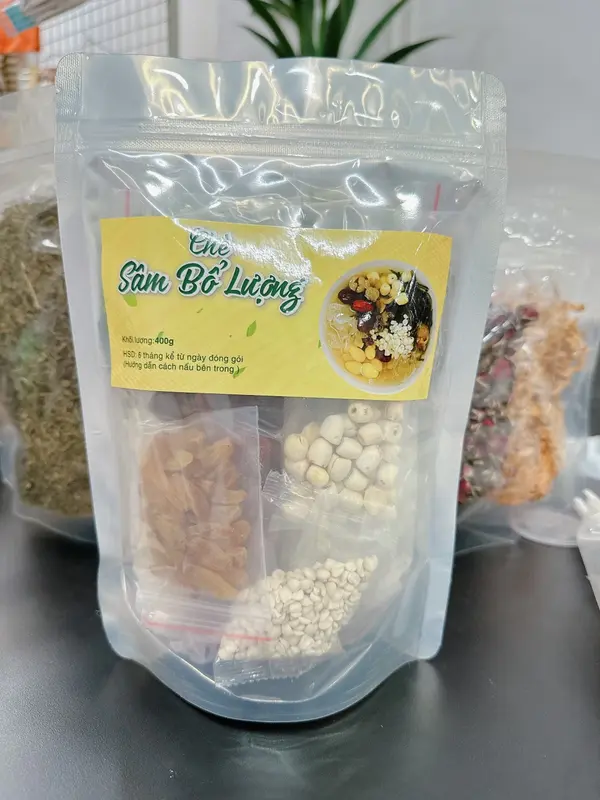 Chè
Sâm Bổ Lượng
Khối lượng: 400g
HSD: 8 tháng kể từ ngày đóng gói
(Hướng dẫn cách nấu bên trong)